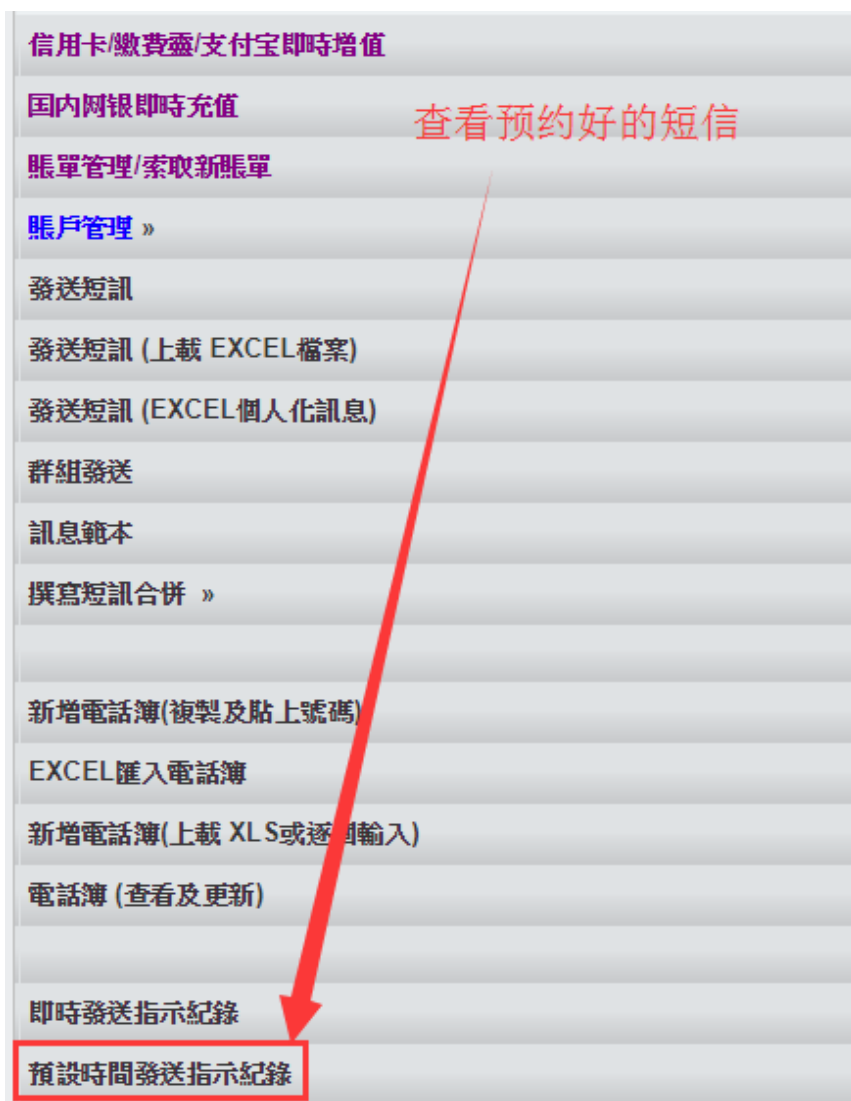 信用卡/繳費靈/支付宝即時增值
国内网银即時充值
查看预约好的短信
賬單管理/索取新賬單
賬戶管理 »
發送短訊
發送短訊 (上載 EXCEL檔案)
發送短訊 (EXCEL個人化訊息)
群組發送
訊息範本
撰寫短訊合併 »
新增電話簿(複製及貼上號碼)
EXCEL匯入電話簿
新增電話簿(上載 XLS或逐個輸入)
電話簿 (查看及更新)
即時發送指示紀錄
預設時間發送指示紀錄